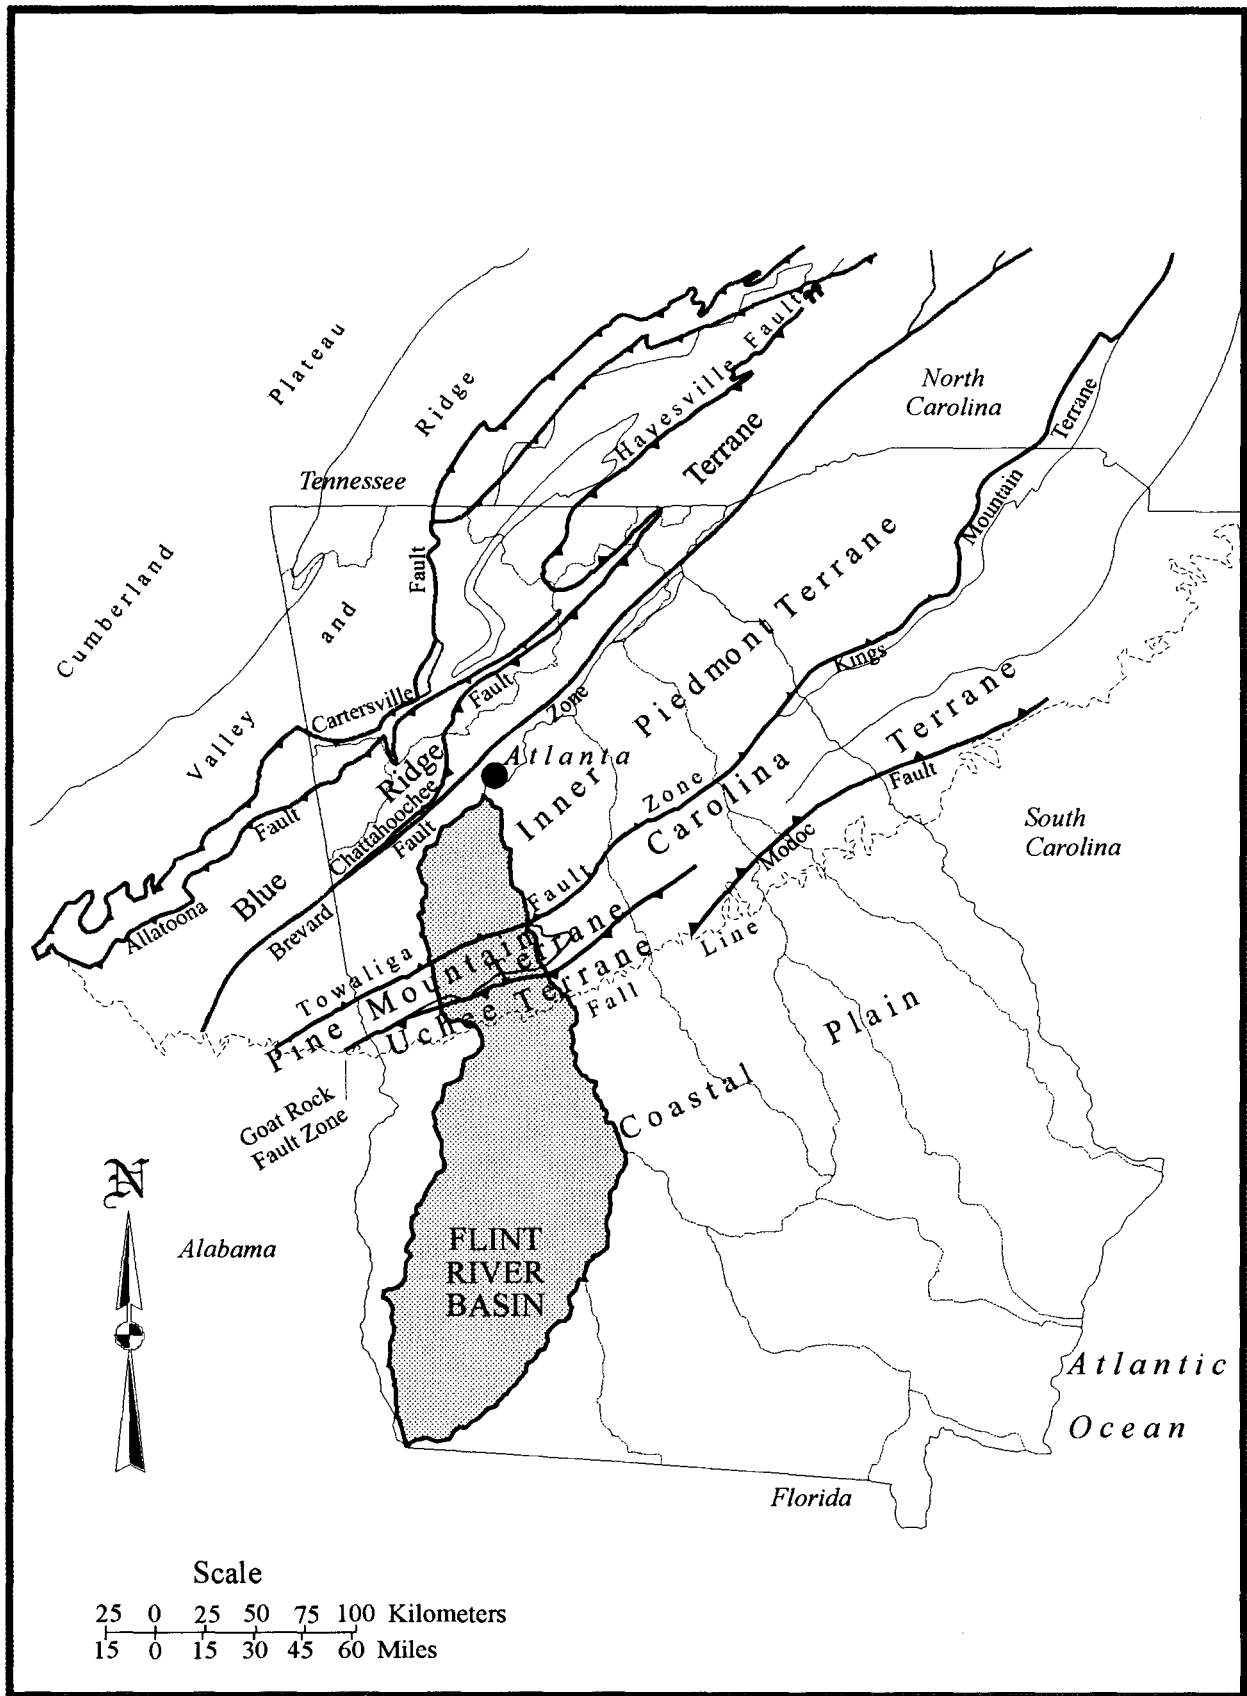 Plateau
Ridge
North
Carolina
Hayesville Fault
Terrane
Terrane
Tennessee
Mountain
Cumberland
and
Fault
Piedmont Terrane
Kings
Valley
Cartersville
Fault
Zone
Terrane
Ridge
Atlanta
Inner
Zone
Carolina
Fault
Chattahoochee
Fault
Fault
Modoc
South
Carolina
Blue
Allatoona
Brevard
Fault
Line
Towaliga
Pine Mountain
Terrane
Uchee Terrane
Fall
Plain
Coastal
Goat Rock
Fault Zone
N
Alabama
FLINT
RIVER
BASIN
Atlantic
Ocean
Florida
Scale
25 0 25 50 75 100 Kilometers
15 0 15 30 45 60 Miles